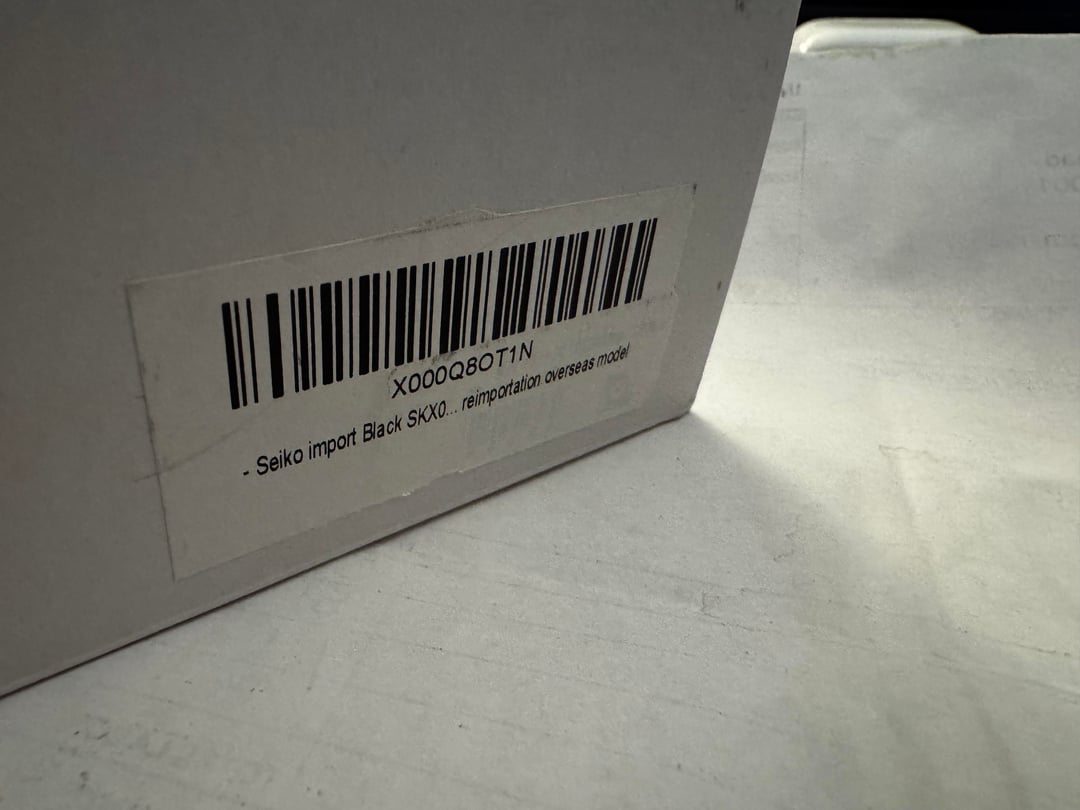 X000Q8OT1N
- Seiko import Black SKX0... reimportation overseas model